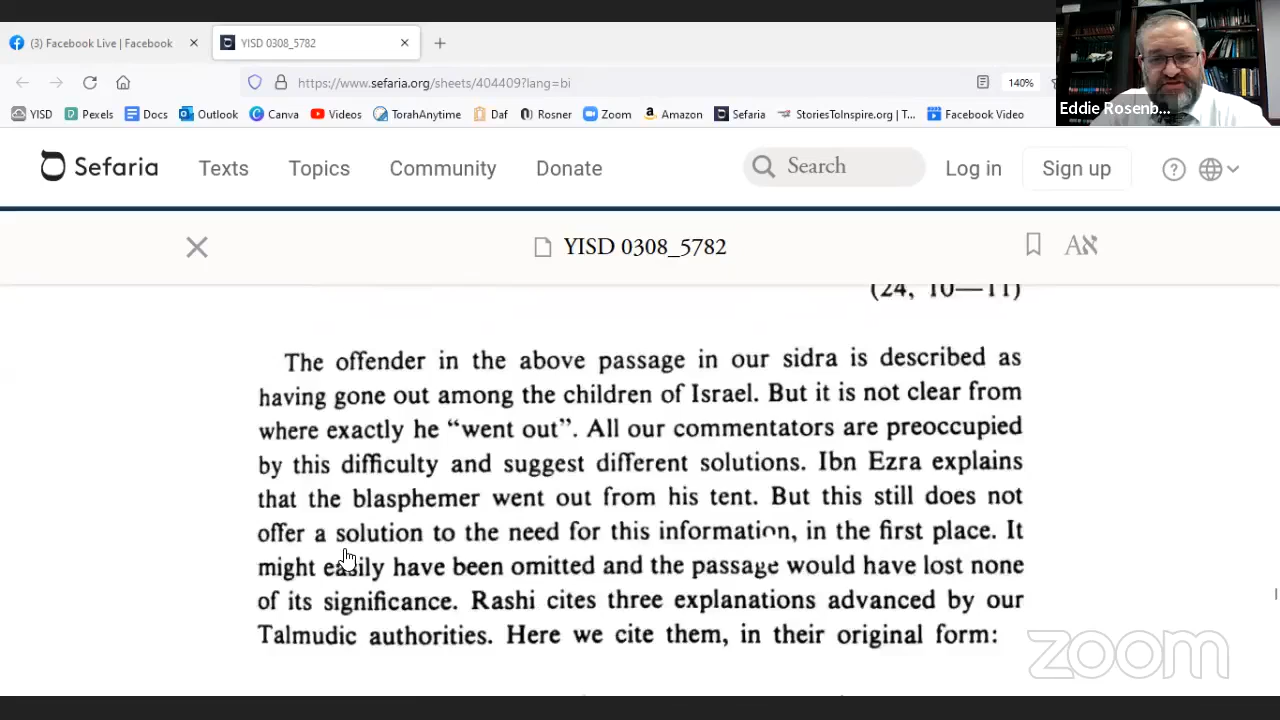 (3) Facebook Live | Facebook
YISD 0308_5782
https://www.sefaria.org/sheets/404409?lang=bi
140%
YISD Pexels Docs Outlook Canva Videos TorahAnytime Daf Rosner Zoom Amazon Sefaria StoriesToInspire.org | T... Facebook Video
Eddie Rosenb...
Sefaria Texts Topics Community Donate Search Log in Sign up
YISD 0308_5782 Aא
(24, 10—11)
The offender in the above passage in our sidra is described as
having gone out among the children of Israel. But it is not clear from
where exactly he “went out”. All our commentators are preoccupied
by this difficulty and suggest different solutions. Ibn Ezra explains
that the blasphemer went out from his tent. But this still does not
offer a solution to the need for this information, in the first place. It
might easily have been omitted and the passage would have lost none
of its significance. Rashi cites three explanations advanced by our
Talmudic authorities. Here we cite them, in their original form:
zoom